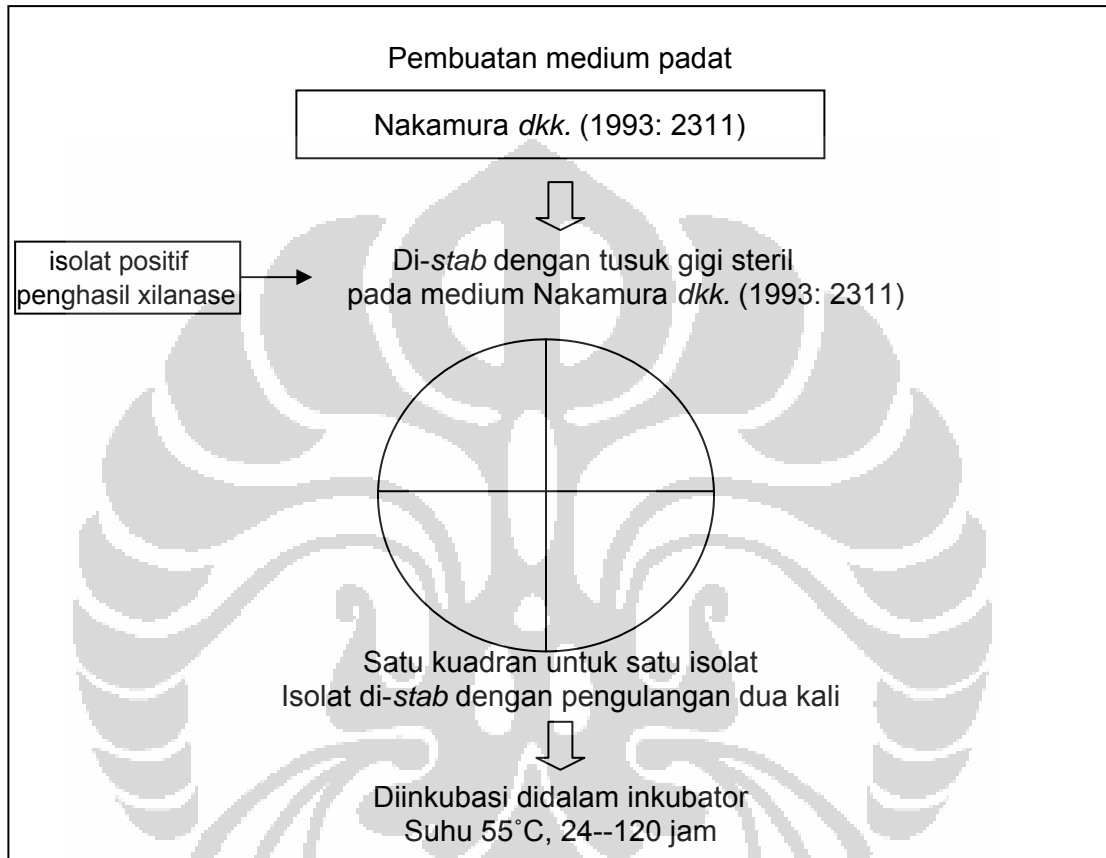 Pembuatan medium padat
Nakamura dkk. (1993: 2311)
isolat positif
penghasil xilanase
Di-stab dengan tusuk gigi steril
pada medium Nakamura dkk. (1993: 2311)
Satu kuadran untuk satu isolat
Isolat di-stab dengan pengulangan dua kali
Diinkubasi didalam inkubator
Suhu 55˚C, 24--120 jam